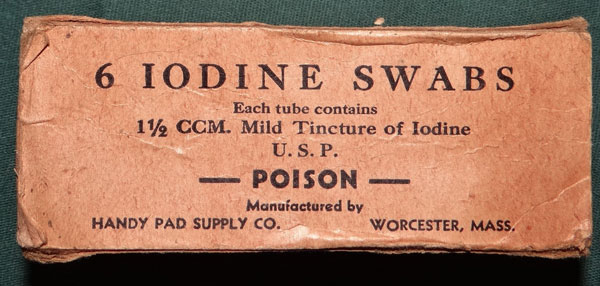 6 IODINE SWABS
Each tube contains
1½ CCM. Mild Tincture of Iodine
U. S. P.
— POISON —
Manufactured by
HANDY PAD SUPPLY CO. WORCESTER, MASS.